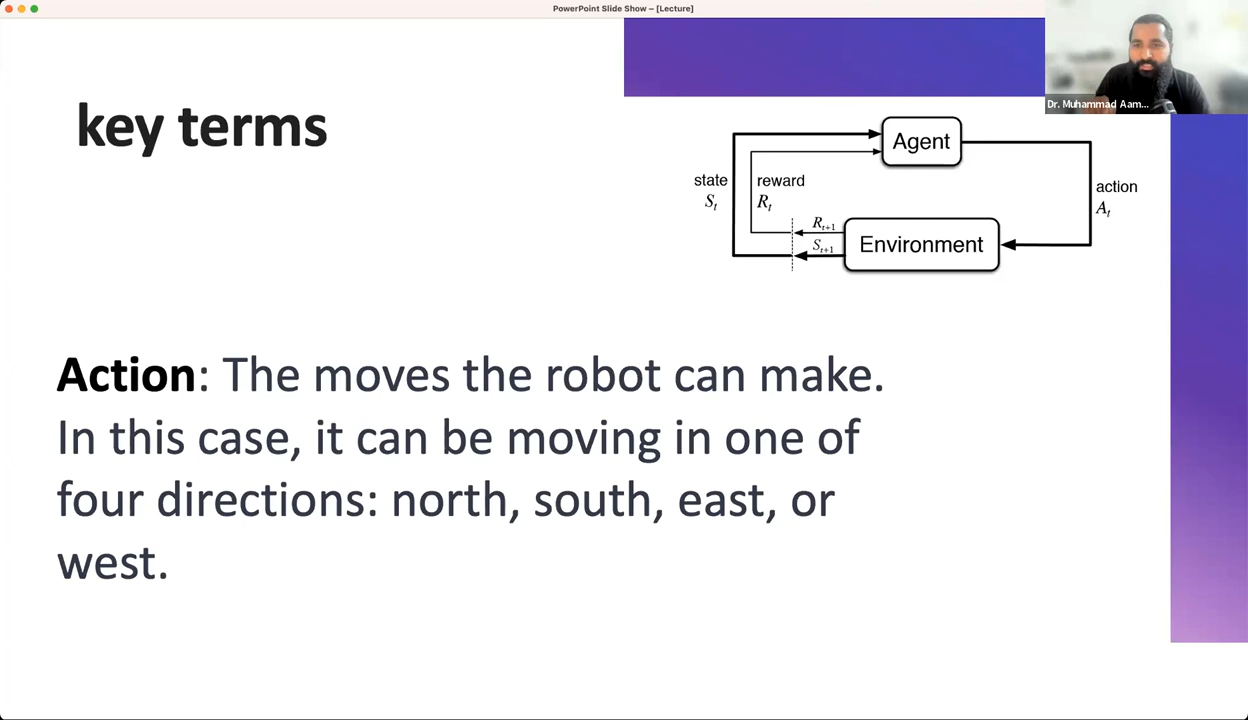 PowerPoint Slide Show – [Lecture]
Dr. Muhammad Aam...
key terms
Agent
state
S_t
reward
R_t
action
A_t
R_{t+1}
S_{t+1}
Environment
Action: The moves the robot can make.
In this case, it can be moving in one of
four directions: north, south, east, or
west.